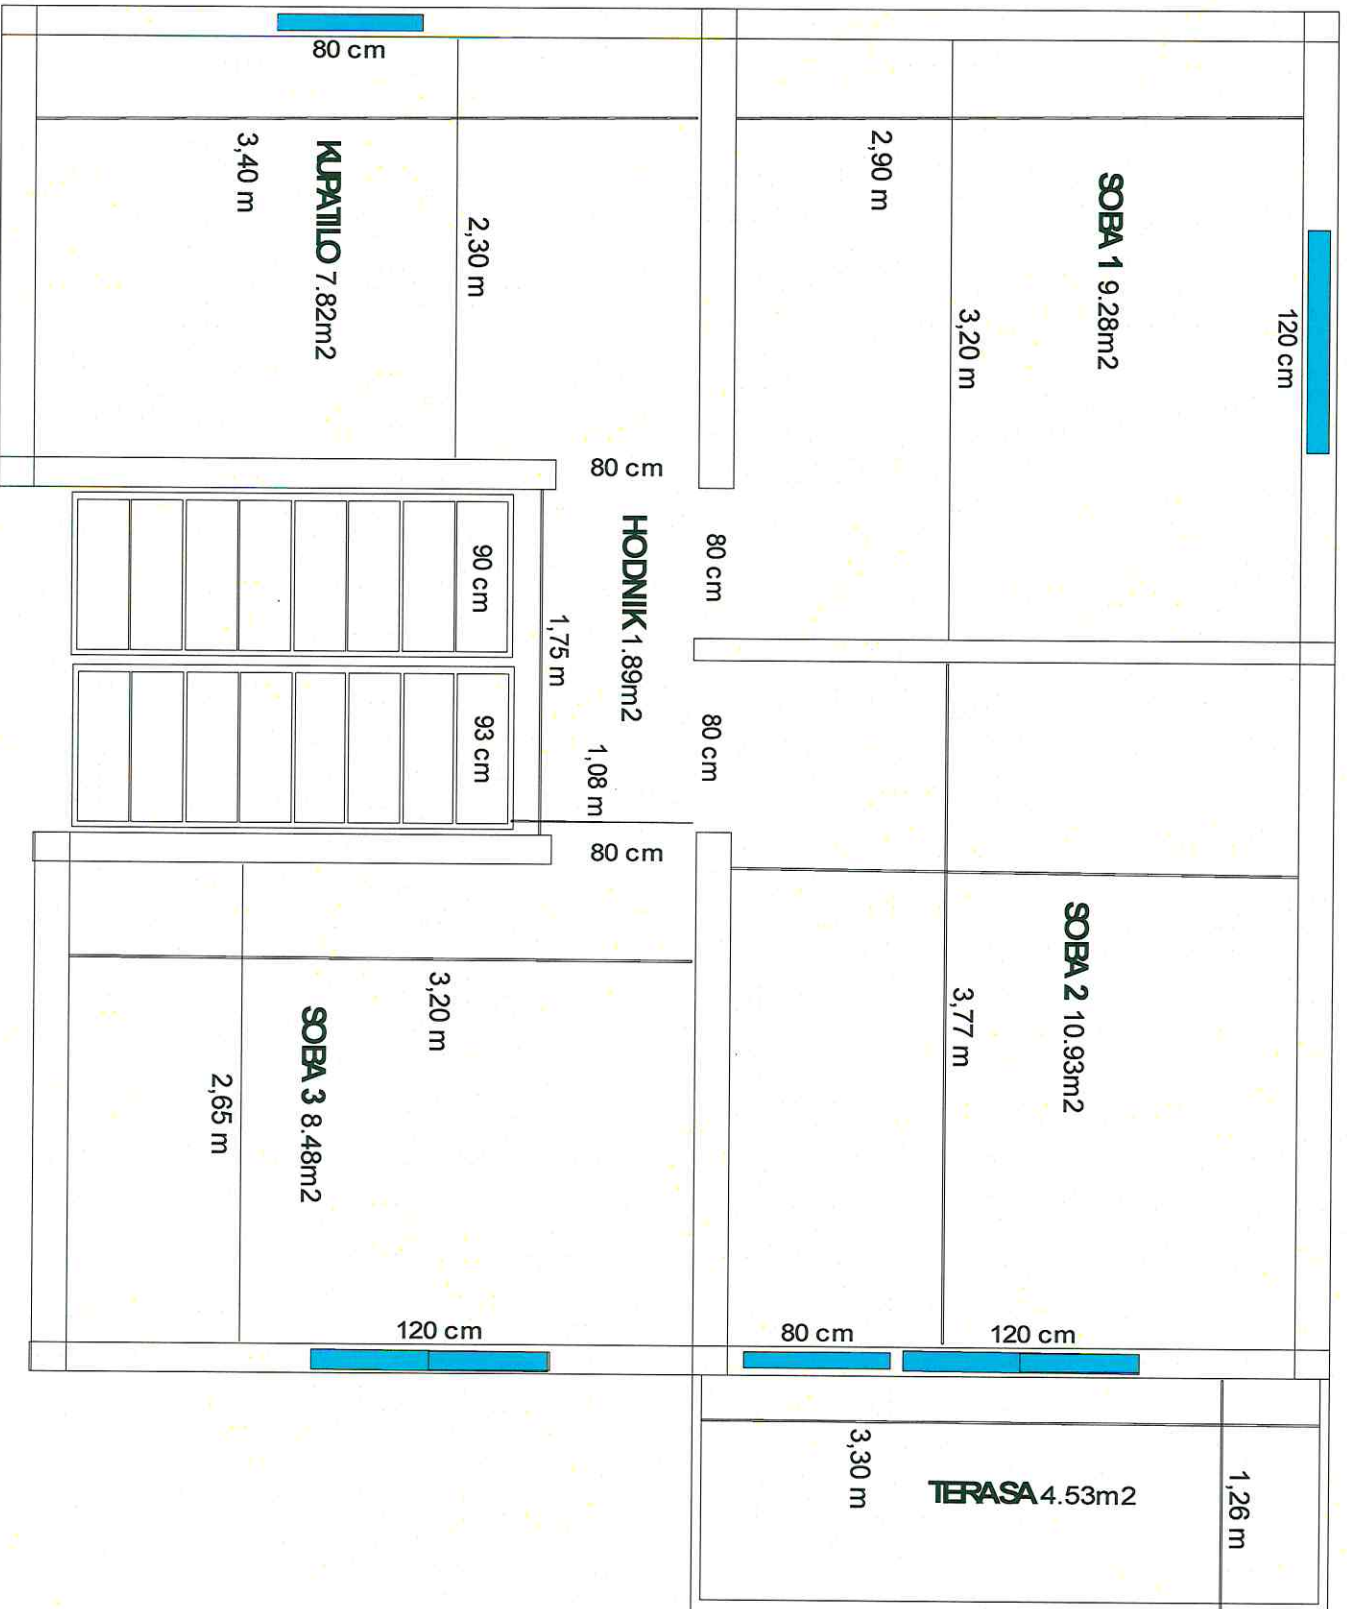 80 cm
3,40 m
KUPATILO 7.82m2
2,30 m
2,90 m
SOBA 1 9.28m2
3,20 m
120 cm
80 cm
HODNIK 1.89m2
80 cm
90 cm
1,75 m
93 cm
1,08 m
80 cm
80 cm
SOBA 2 10.93m2
3,77 m
3,20 m
SOBA 3 8.48m2
2,65 m
120 cm
80 cm
120 cm
3,30 m
TERASA 4.53m2
1,26 m